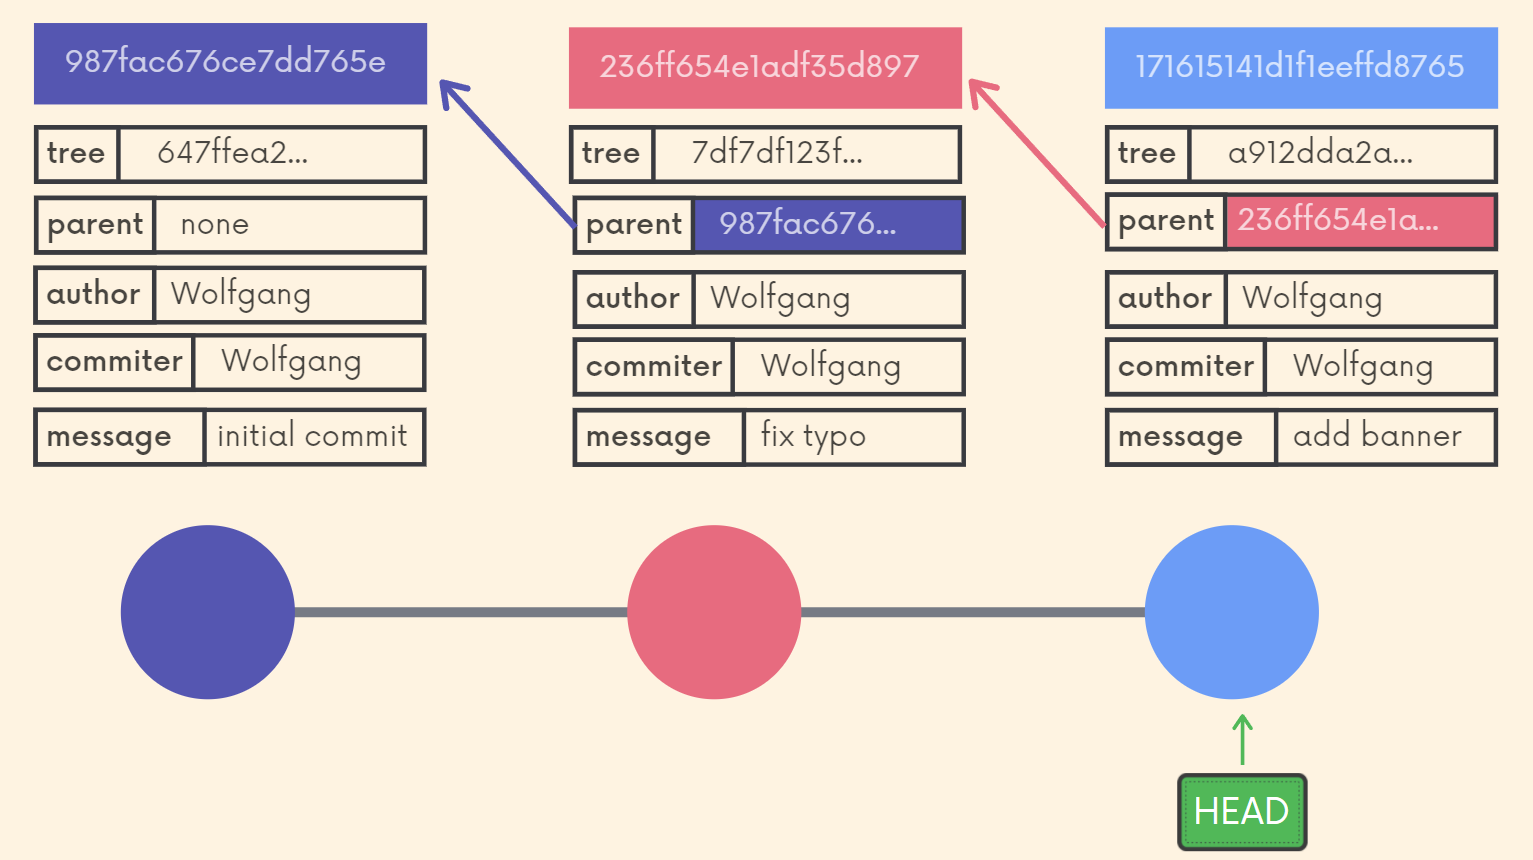 987fac676ce7dd765e
tree 647ffea2...
parent none
author Wolfgang
commiter Wolfgang
message initial commit
236ff654e1adf35d897
tree 7df7df123f...
parent 987fac676...
author Wolfgang
commiter Wolfgang
message fix typo
171615141d1f1eeffd8765
tree a912dda2a...
parent 236ff654e1a...
author Wolfgang
commiter Wolfgang
message add banner
HEAD